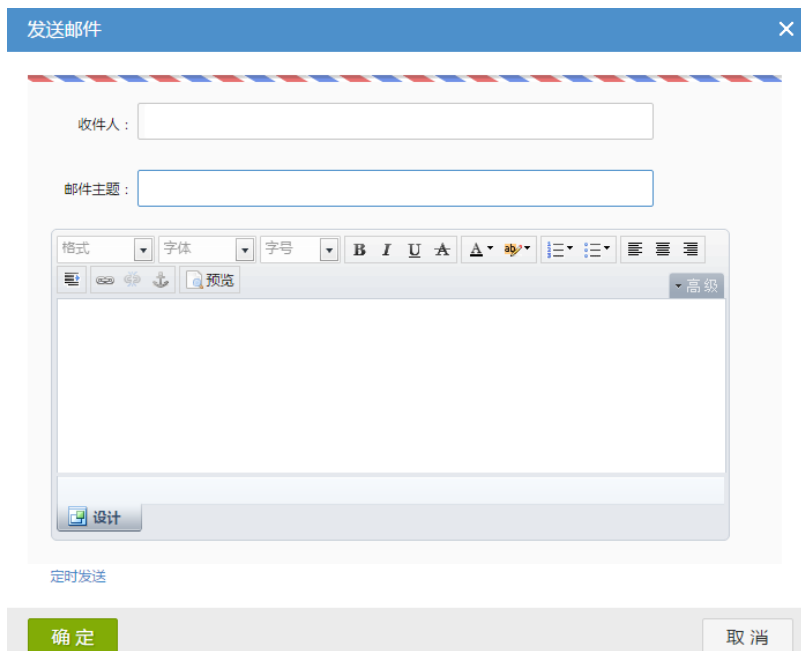 发送邮件
收件人：
邮件主题：
格式 字体 字号 B I U A A ab
预览
高级
设计
定时发送
确定 取消